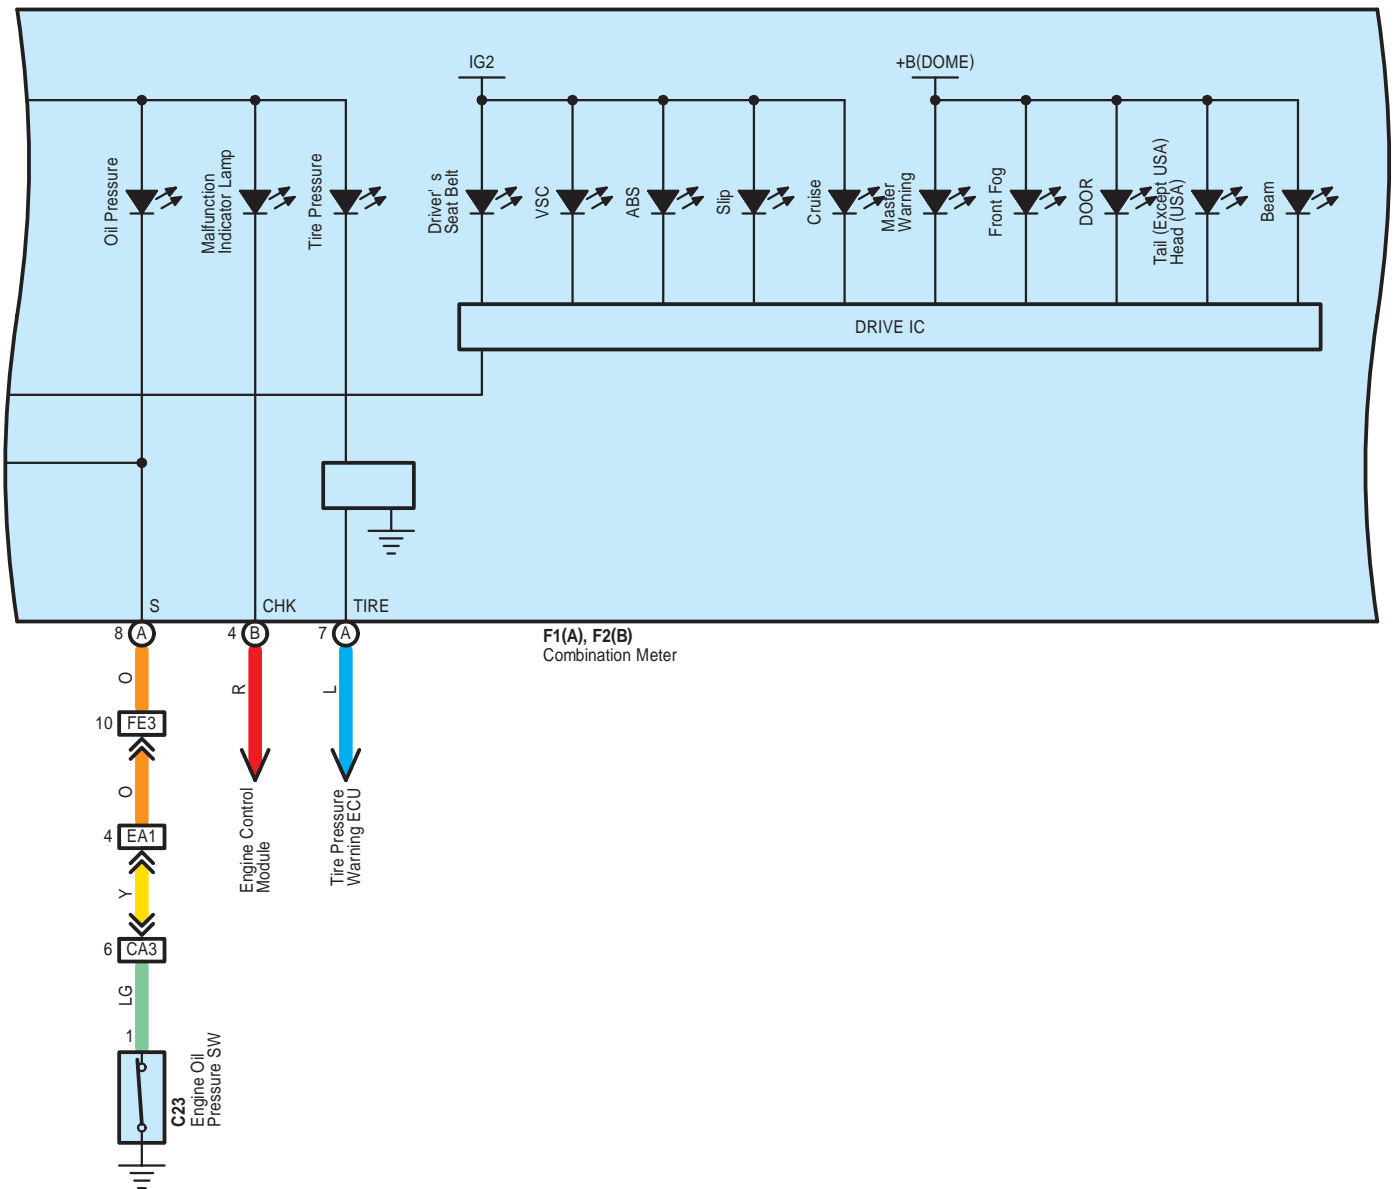 IG2
+B(DOME)
Oil Pressure
Malfunction
Indicator Lamp
Tire Pressure
Driver' s
Seat Belt
VSC
ABS
Slip
Cruise
Master
Warning
Front Fog
DOOR
Tail (Except USA)
Head (USA)
Beam
DRIVE IC
S
CHK
TIRE
8 A
4 B
7 A
F1(A), F2(B)
Combination Meter
O
R
L
10 FE3
O
Engine Control
Module
Tire Pressure
Warning ECU
4 EA1
Y
6 CA3
LG
1
C23
Engine Oil
Pressure SW